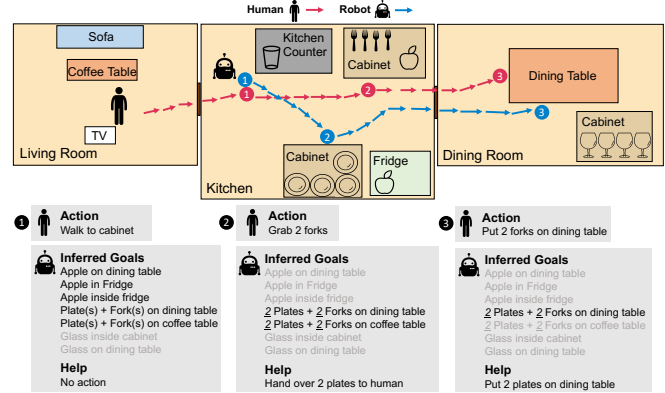 Human
Robot
Sofa
Coffee Table
TV
Living Room
Kitchen
Counter
Cabinet
1
1
2
2
Cabinet
Fridge
Kitchen
3
Dining Table
3
Cabinet
Dining Room
1
Action
Walk to cabinet
Inferred Goals
Apple on dining table
Apple in Fridge
Apple inside fridge
Plate(s) + Fork(s) on dining table
Plate(s) + Fork(s) on coffee table
Glass inside cabinet
Glass on dining table
Help
No action
2
Action
Grab 2 forks
Inferred Goals
Apple on dining table
Apple in Fridge
Apple inside fridge
2 Plates + 2 Forks on dining table
2 Plates + 2 Forks on coffee table
Glass inside cabinet
Glass on dining table
Help
Hand over 2 plates to human
3
Action
Put 2 forks on dining table
Inferred Goals
Apple on dining table
Apple in Fridge
Apple inside fridge
2 Plates + 2 Forks on dining table
2 Plates + 2 Forks on coffee table
Glass inside cabinet
Glass on dining table
Help
Put 2 plates on dining table